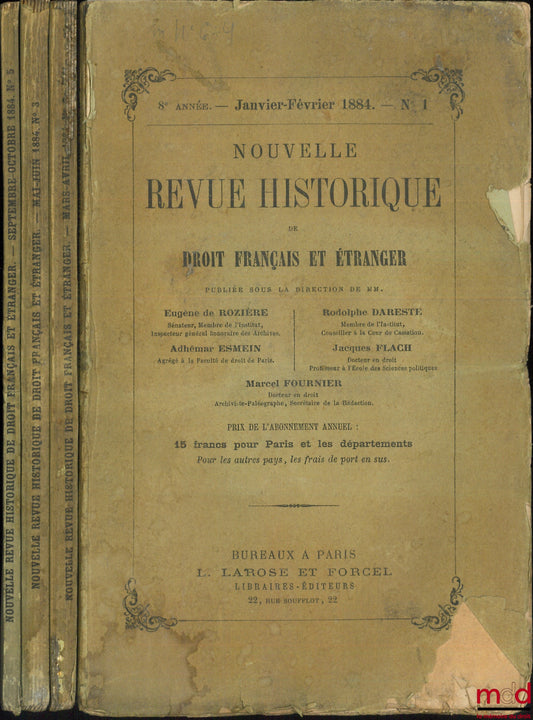 NOUVELLE REVUE HISTORIQUE DE DROIT FRANÇAIS ET ÉTRANGER. — SEPTEMBRE-OCTOBRE 1884. N° 5
NOUVELLE REVUE HISTORIQUE DE DROIT FRANÇAIS ET ÉTRANGER. — MAI-JUIN 1884. N° 3
NOUVELLE REVUE HISTORIQUE DE DROIT FRANÇAIS ET ÉTRANGER. — MARS-AVRIL 1884
8e ANNÉE. — Janvier-Février 1884. — N° 1
NOUVELLE
REVUE HISTORIQUE
DE
DROIT FRANÇAIS ET ÉTRANGER
PUBLIÉE SOUS LA DIRECTION DE MM.
Eugène de ROZIÈRE
Sénateur, Membre de l'Institut,
Inspecteur général honoraire des Archives.
Adhémar ESMEIN
Agrégé à la Faculté de droit de Paris.
Rodolphe DARESTE
Membre de l'Institut,
Conseiller à la Cour de Cassation.
Jacques FLACH
Docteur en droit
Professeur à l'École des Sciences politiques
Marcel FOURNIER
Docteur en droit
Archiviste-Paléographe, Secrétaire de la Rédaction.
PRIX DE L'ABONNEMENT ANNUEL :
15 francs pour Paris et les départements
Pour les autres pays, les frais de port en sus.
BUREAUX A PARIS
L. LAROSE ET FORCEL
LIBRAIRES-ÉDITEURS
22, RUE SOUFFLOT, 22
mdd